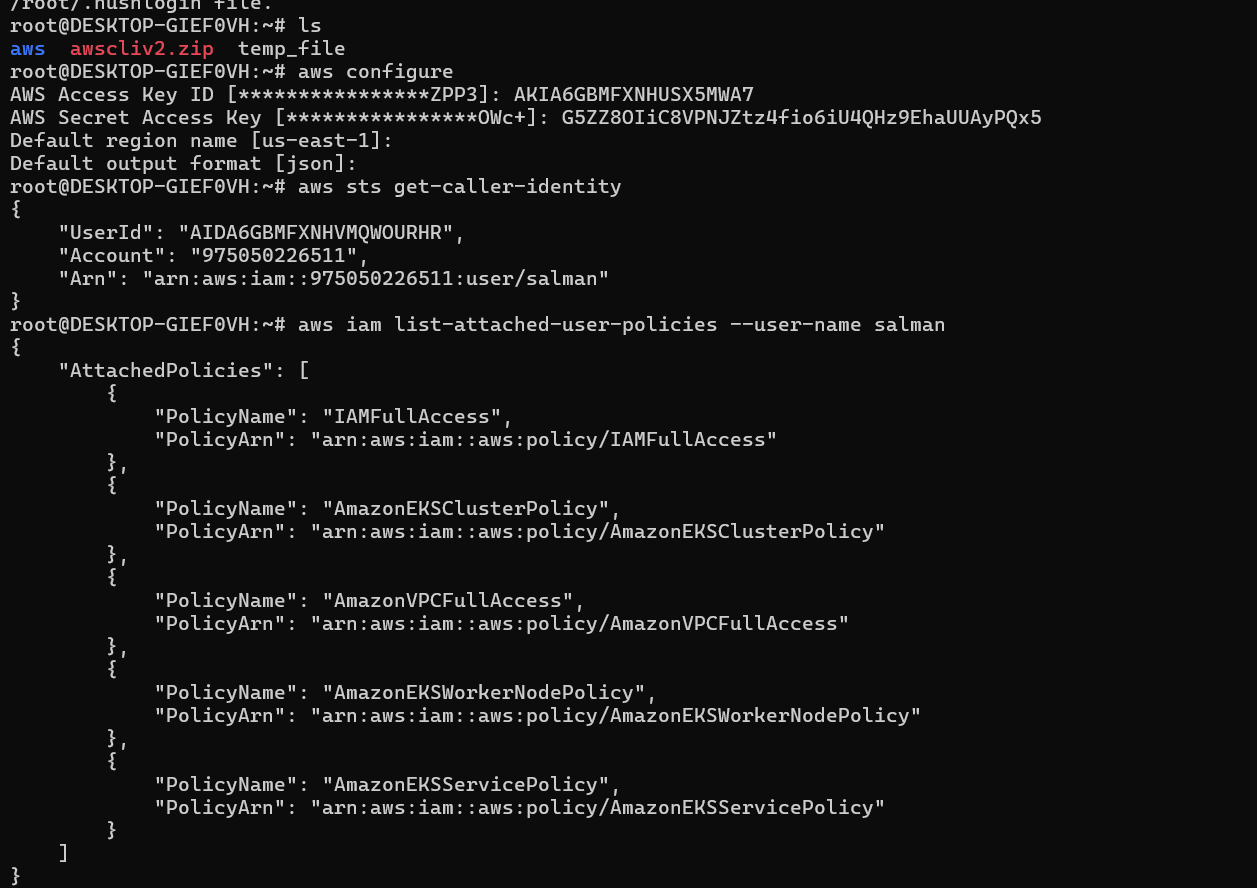 /root/.hushlogin file.
root@DESKTOP-GIEF0VH:~# ls
aws  awscliv2.zip  temp_file
root@DESKTOP-GIEF0VH:~# aws configure
AWS Access Key ID [****************ZPP3]: AKIA6GBMFXNHUSX5MWA7
AWS Secret Access Key [****************OWc+]: 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
Default region name [us-east-1]:
Default output format [json]:
root@DESKTOP-GIEF0VH:~# aws sts get-caller-identity
{
    "UserId": "AIDA6GBMFXNHVMQWOURHR",
    "Account": "975050226511",
    "Arn": "arn:aws:iam::975050226511:user/salman"
}
root@DESKTOP-GIEF0VH:~# aws iam list-attached-user-policies --user-name salman
{
    "AttachedPolicies": [
        {
            "PolicyName": "IAMFullAccess",
            "PolicyArn": "arn:aws:iam::aws:policy/IAMFullAccess"
        },
        {
            "PolicyName": "AmazonEKSClusterPolicy",
            "PolicyArn": "arn:aws:iam::aws:policy/AmazonEKSClusterPolicy"
        },
        {
            "PolicyName": "AmazonVPCFullAccess",
            "PolicyArn": "arn:aws:iam::aws:policy/AmazonVPCFullAccess"
        },
        {
            "PolicyName": "AmazonEKSWorkerNodePolicy",
            "PolicyArn": "arn:aws:iam::aws:policy/AmazonEKSWorkerNodePolicy"
        },
        {
            "PolicyName": "AmazonEKSServicePolicy",
            "PolicyArn": "arn:aws:iam::aws:policy/AmazonEKSServicePolicy"
        }
    ]
}